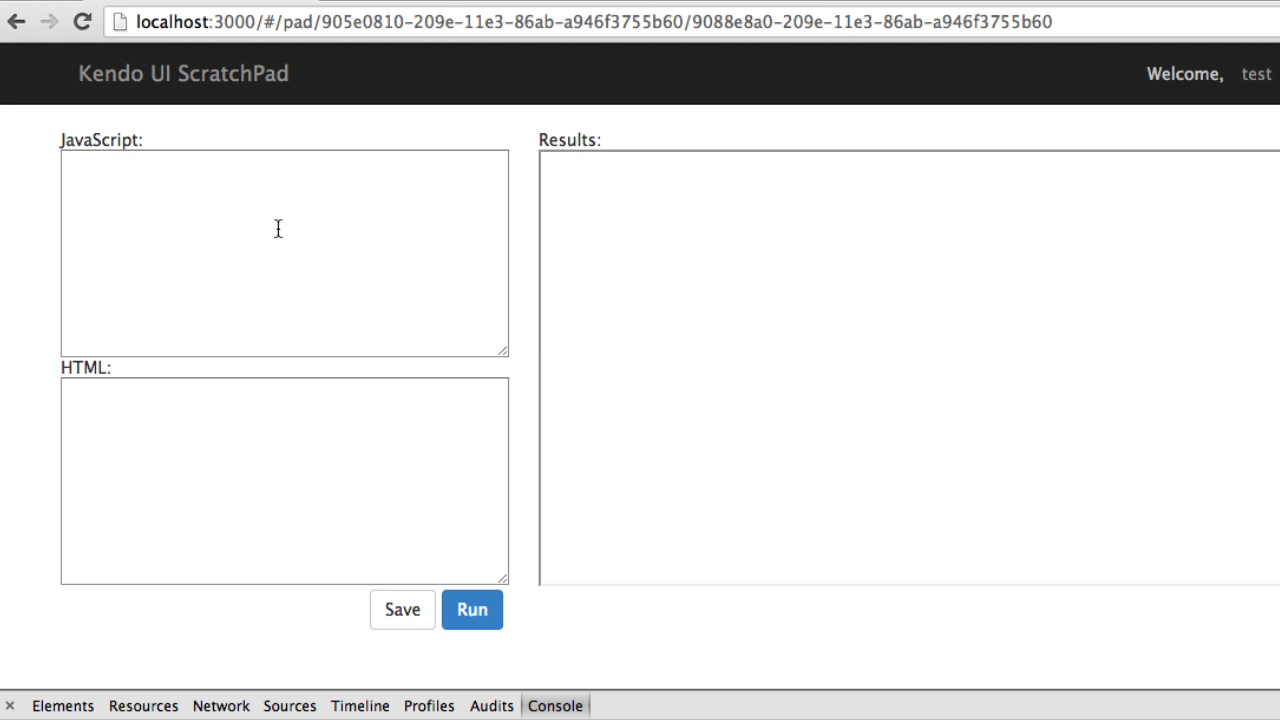 localhost:3000/#/pad/905e0810-209e-11e3-86ab-a946f3755b60/9088e8a0-209e-11e3-86ab-a946f3755b60
Kendo UI ScratchPad
Welcome, test
JavaScript:
Results:
HTML:
Save Run
× Elements Resources Network Sources Timeline Profiles Audits Console